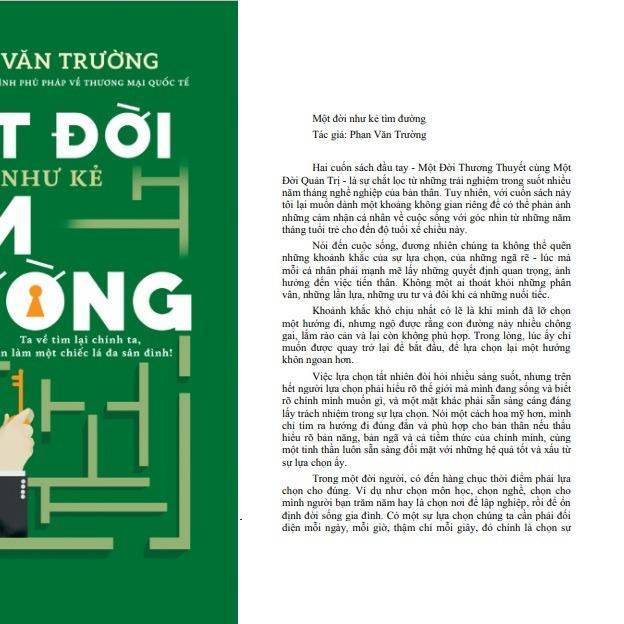 VĂN TRƯỜNG
ÌNH PHỦ PHÁP VỀ THƯƠNG MẠI QUỐC TẾ
T ĐỜI
NHƯ KẺ
M
ƯỜNG
Ta về tìm lại chính ta,
n làm một chiếc lá đa sân đình!
Một đời như kẻ tìm đường
Tác giả: Phan Văn Trường
Hai cuốn sách đầu tay - Một Đời Thương Thuyết cùng Một
Đời Quản Trị - là sự chắt lọc từ những trải nghiệm trong suốt nhiều
năm tháng nghề nghiệp của bản thân. Tuy nhiên, với cuốn sách này
tôi lại muốn dành một khoảng không gian riêng để có thể phản ánh
những cảm nhận cá nhân về cuộc sống với góc nhìn từ những năm
tháng tuổi trẻ cho đến độ tuổi xế chiều này.
Nói đến cuộc sống, đương nhiên chúng ta không thể quên
những khoảnh khắc của sự lựa chọn, của những ngã rẽ - lúc mà
mỗi cá nhân phải mạnh mẽ lấy những quyết định quan trọng, ảnh
hưởng đến việc tiến thân. Không một ai thoát khỏi những phân
vân, những lần lựa, những ưu tư và đôi khi cả những nuối tiếc.
Khoảnh khắc khó chịu nhất có lẽ là khi mình đã lỡ chọn
một hướng đi, nhưng ngộ được rằng con đường này nhiều chông
gai, lắm rào cản và lại còn không phù hợp. Trong lòng, lúc ấy chỉ
muốn được quay trở lại để bắt đầu, để lựa chọn lại một hướng
khôn ngoan hơn.
Việc lựa chọn tất nhiên đòi hỏi nhiều sáng suốt, nhưng trên
hết người lựa chọn phải hiểu rõ thế giới mà mình đang sống và biết
rõ chính mình muốn gì, và một mặt khác phải sẵn sàng cáng đáng
lấy trách nhiệm trong sự lựa chọn. Nói một cách hoa mỹ hơn, mình
chỉ tìm ra hướng đi đúng đắn và phù hợp cho bản thân nếu thấu
hiểu rõ bản năng, bản ngã và cả tiềm thức của chính mình, cùng
một tinh thần luôn sẵn sàng đối mặt với những hệ quả tốt và xấu từ
sự lựa chọn ấy.
Trong một đời người, có đến hàng chục thời điểm phải lựa
chọn cho đúng. Ví dụ như chọn môn học, chọn nghề, chọn cho
mình người bạn trăm năm hay là chọn nơi để lập nghiệp, rồi để ổn
định đời sống gia đình. Có một sự lựa chọn chúng ta cần phải đối
diện mỗi ngày, mỗi giờ, thậm chí mỗi giây, đó chính là chọn sự